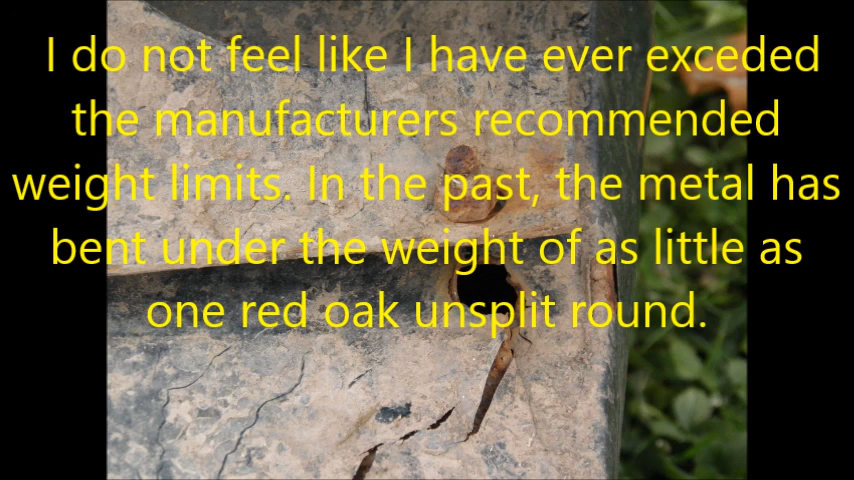 I do not feel like I have ever exceded
the manufacturers recommended
weight limits. In the past, the metal has
bent under the weight of as little as
one red oak unsplit round.